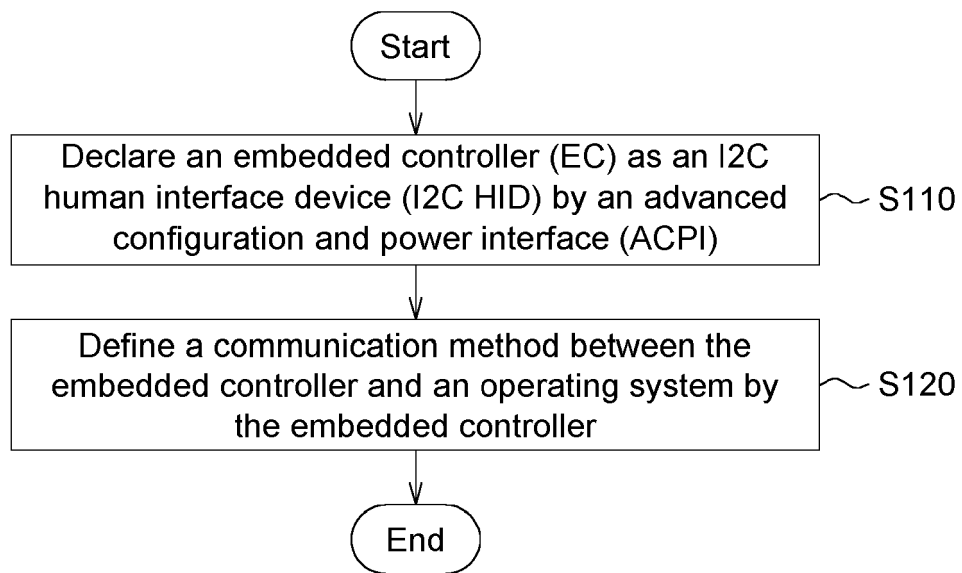 Start
Declare an embedded controller (EC) as an I2C
human interface device (I2C HID) by an advanced
configuration and power interface (ACPI)
S110
Define a communication method between the
embedded controller and an operating system by
the embedded controller
S120
End